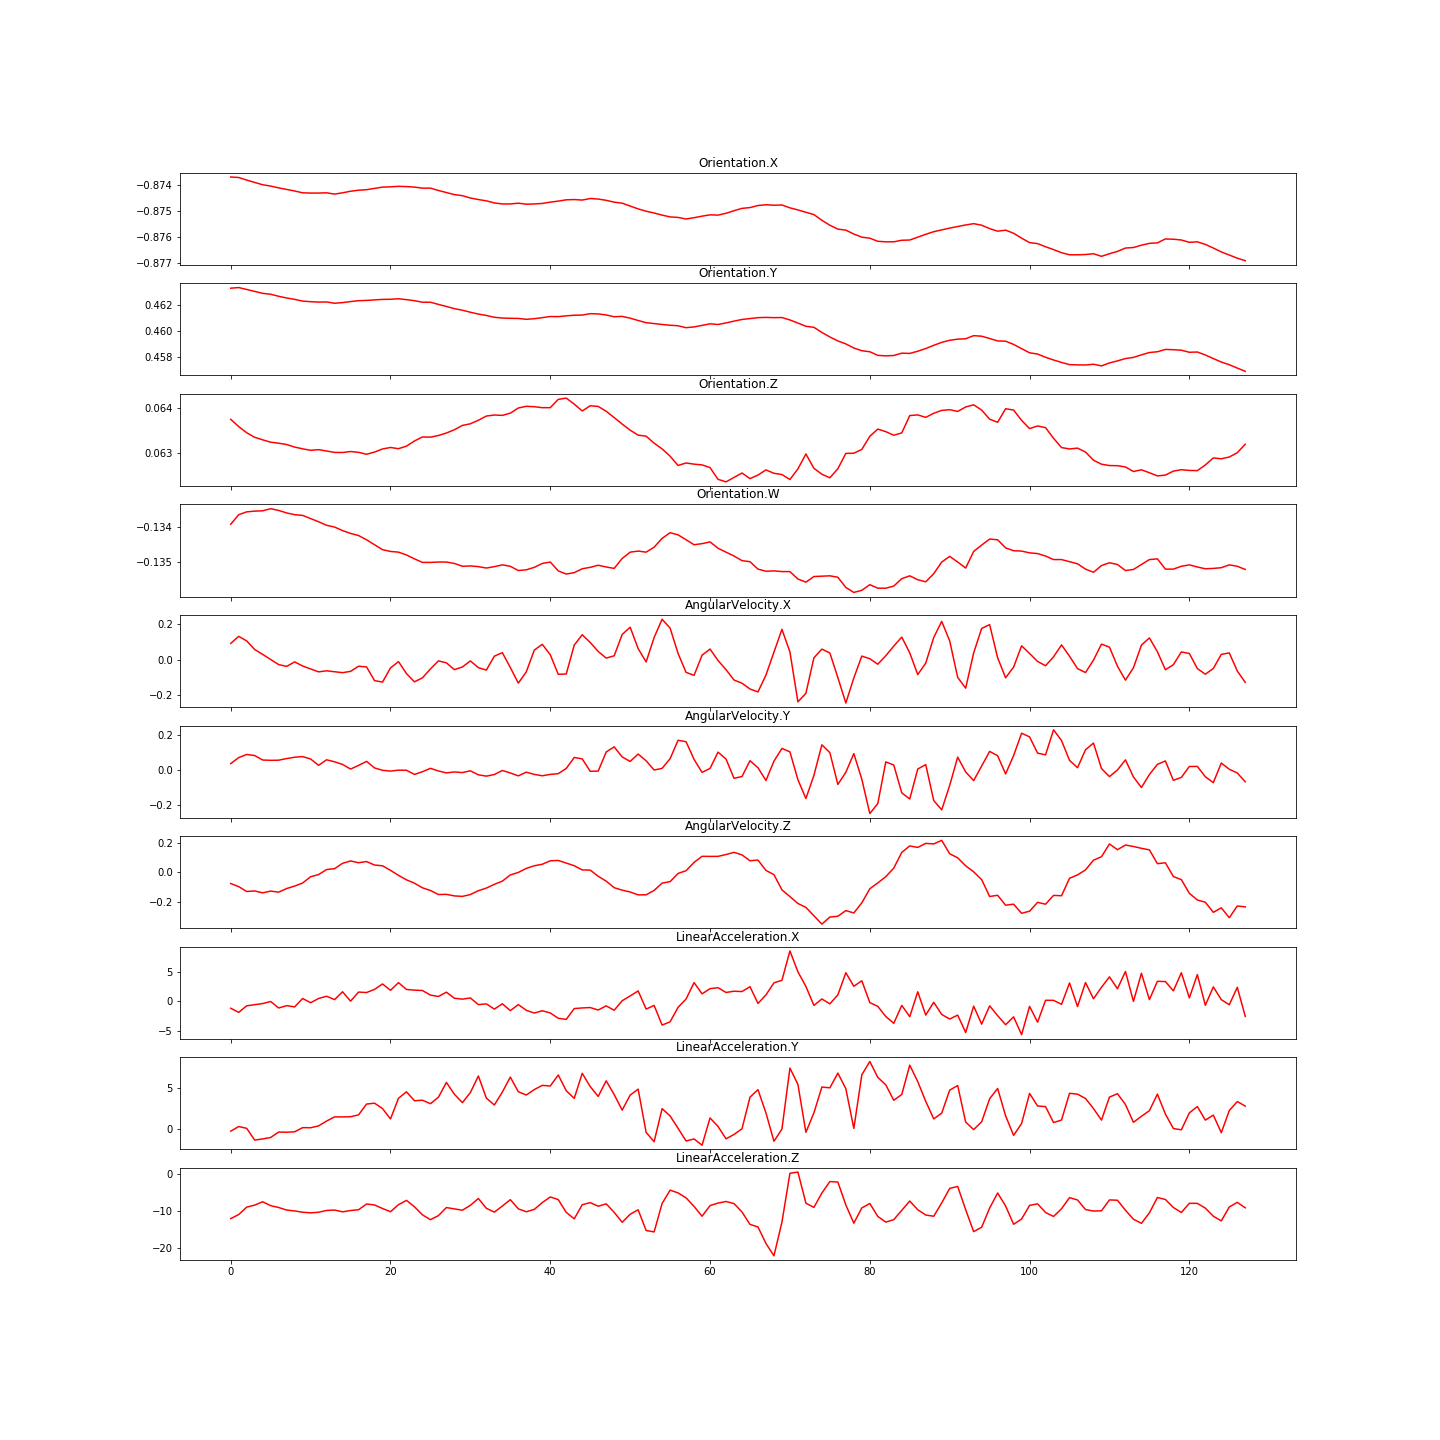 Orientation.X
−0.874
−0.875
−0.876
−0.877
Orientation.Y
0.462
0.460
0.458
Orientation.Z
0.064
0.063
Orientation.W
−0.134
−0.135
AngularVelocity.X
0.2
0.0
−0.2
AngularVelocity.Y
0.2
0.0
−0.2
AngularVelocity.Z
0.2
0.0
−0.2
LinearAcceleration.X
5
0
−5
LinearAcceleration.Y
5
0
LinearAcceleration.Z
0
−10
−20
0 20 40 60 80 100 120